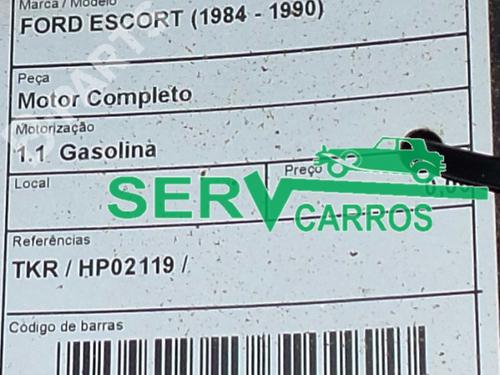 Marca / Modelo
FORD ESCORT (1984 - 1990)
Peça
Motor Completo
Motorização
1.1 Gasolina
Local
Preço
SERV
CARROS
Referências
TKR / HP02119 /
Código de barras